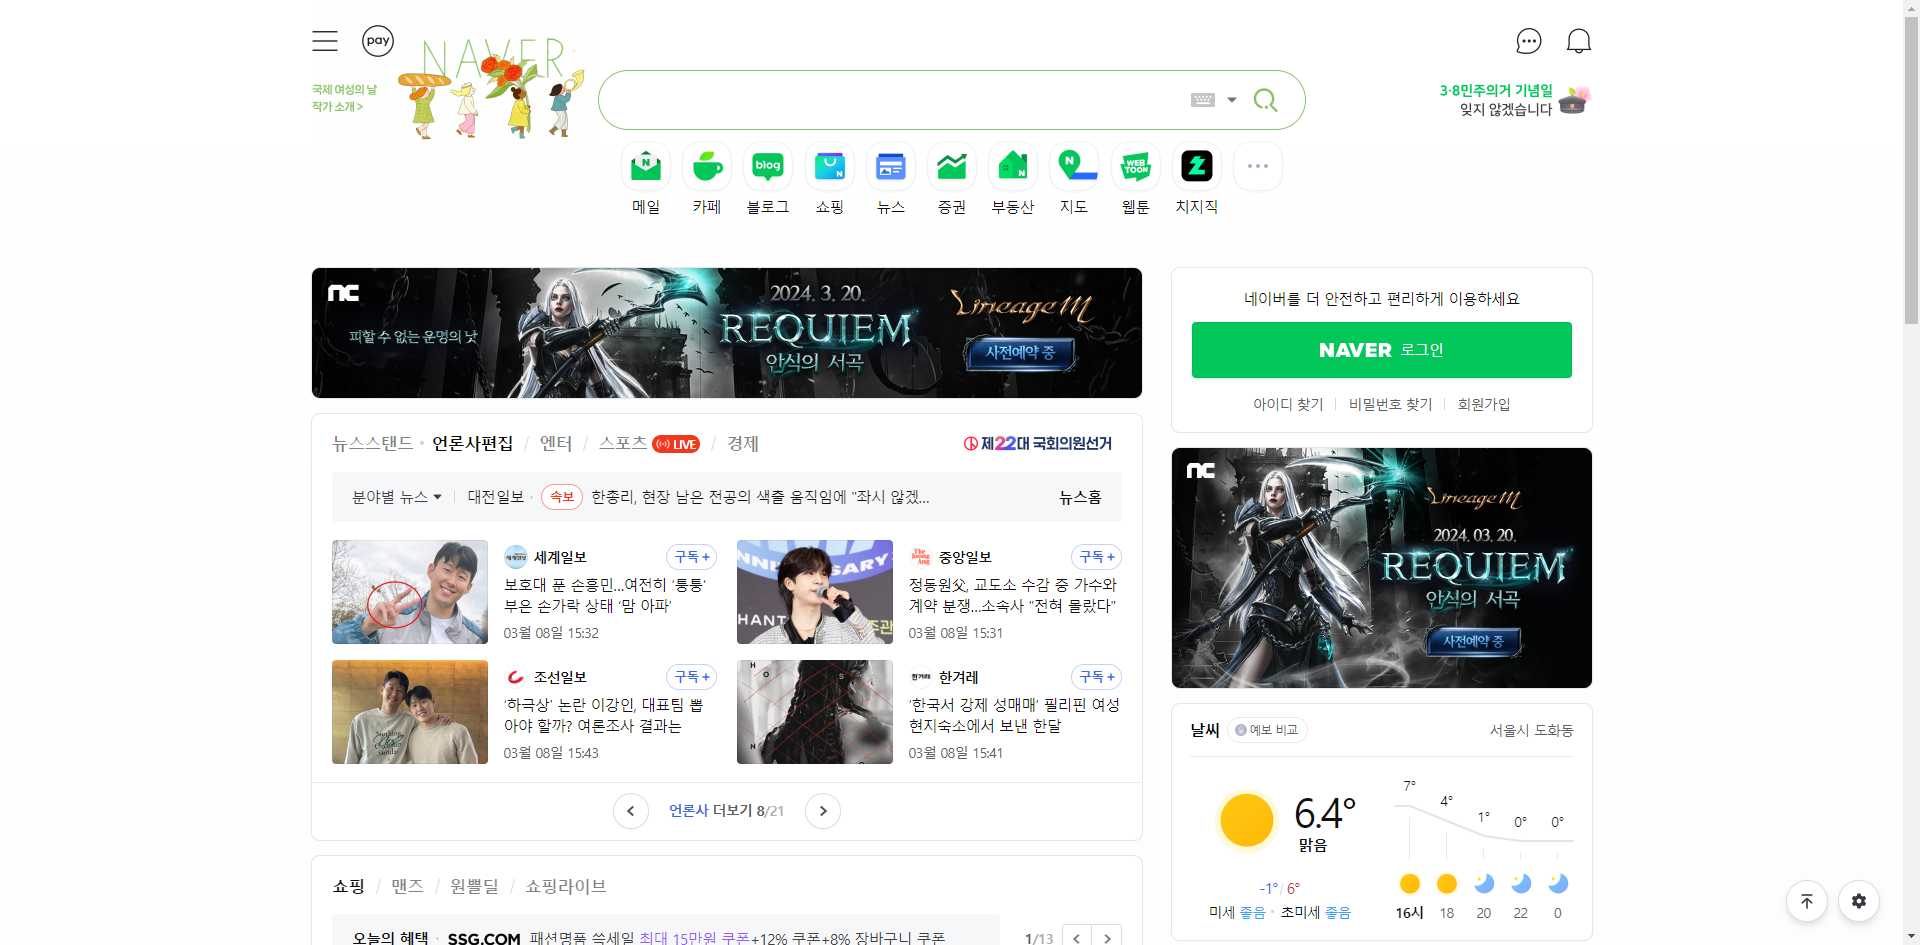 pay
NAVER
국제 여성의 날
작가 소개 >
3·8민주의거 기념일
잊지 않겠습니다
N
blog
N
N
N
WEB
TOON
메일
카페
블로그
쇼핑
뉴스
증권
부동산
지도
웹툰
치지직
nc
피할 수 없는 운명의 낫
2024. 3. 20.
REQUIEM
안식의 서곡
Lineage M
사전예약 중
네이버를 더 안전하고 편리하게 이용하세요
NAVER 로그인
아이디 찾기
비밀번호 찾기
회원가입
뉴스스탠드 · 언론사편집 / 엔터 / 스포츠 LIVE / 경제
제22대 국회의원선거
분야별 뉴스
대전일보 · 속보 한총리, 현장 남은 전공의 색출 움직임에 "좌시 않겠...
뉴스홈
세계일보
구독 +
보호대 푼 손흥민...여전히 '퉁퉁'
부은 손가락 상태 '맘 아파'
03월 08일 15:32
NNIVERSARY
HANT
주관
The JoongAng
중앙일보
구독 +
정동원父, 교도소 수감 중 가수와
계약 분쟁...소속사 "전혀 몰랐다"
03월 08일 15:31
조선일보
구독 +
'하극상' 논란 이강인, 대표팀 뽑
아야 할까? 여론조사 결과는
03월 08일 15:43
H
O
S
N
한겨레
한겨레
구독 +
'한국서 강제 성매매' 필리핀 여성
현지숙소에서 보낸 한달
03월 08일 15:41
언론사 더보기 8/21
nc
Lineage M
2024. 03. 20.
REQUIEM
안식의 서곡
사전예약 중
날씨
예보 비교
서울시 도화동
6.4°
맑음
-1° / 6°
미세 좋음 · 초미세 좋음
7°
4°
1°
0°
0°
16시
18
20
22
0
쇼핑 / 맨즈 / 원쁠딜 / 쇼핑라이브
오늘의 혜택 · SSG.COM 패션명품 쓱세일 최대 15만원 쿠폰+12% 쿠폰+8% 장바구니 쿠폰
1/13